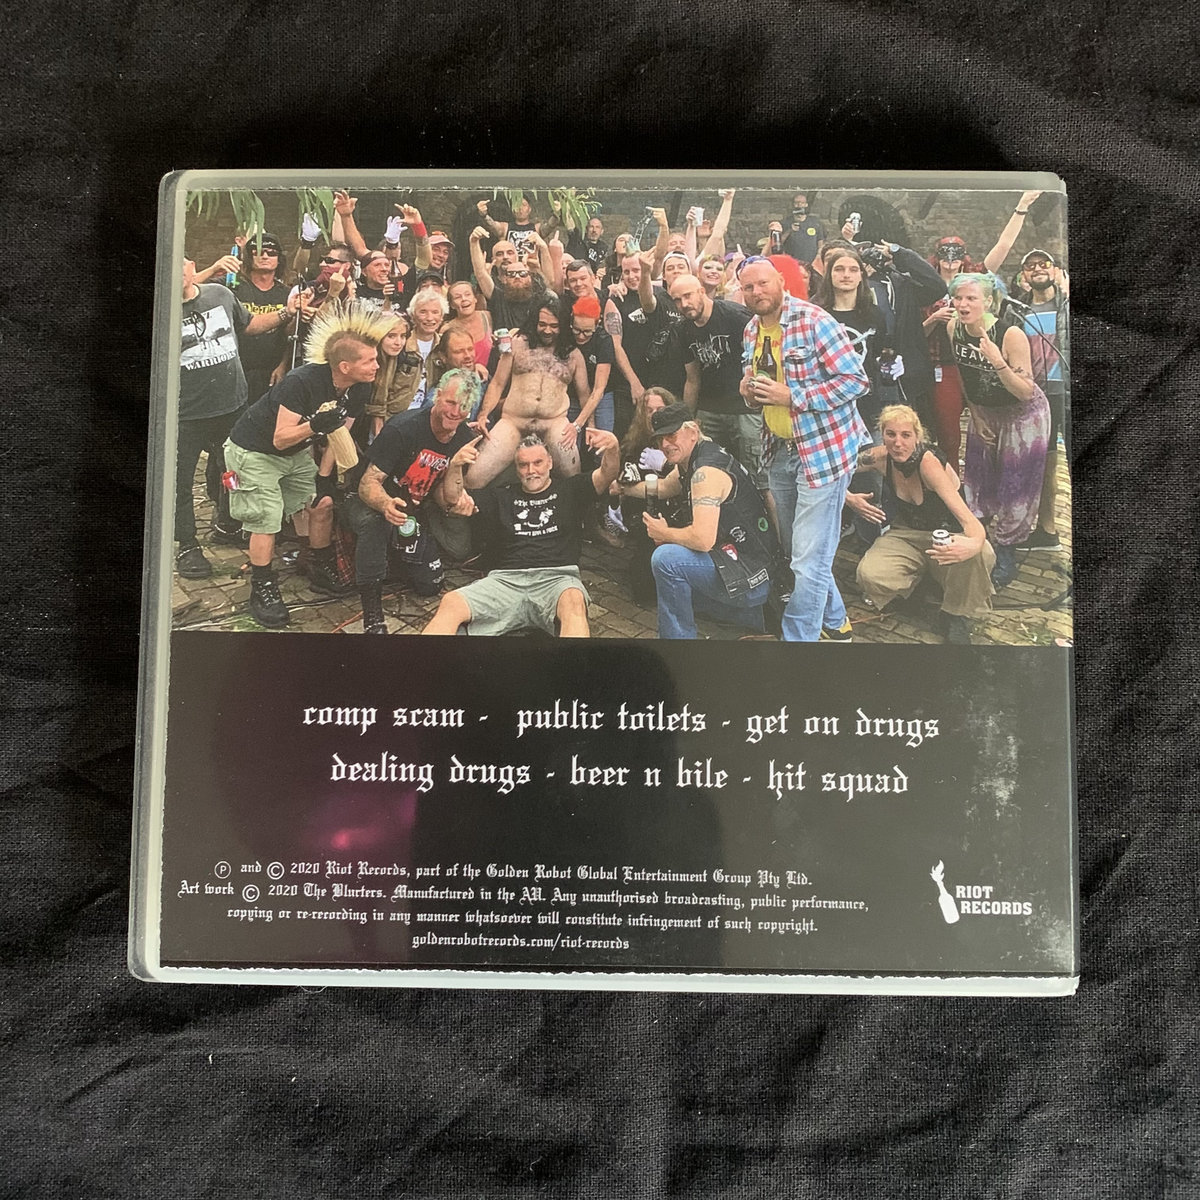 WARRIORS
comp scam - public toilets - get on drugs
dealing drugs - beer n bile - hit squad
Ⓟ and © 2020 Riot Records, part of the Golden Robot Global Entertainment Group Pty Ltd.
Art work © 2020 The Blurters. Manufactured in the AU. Any unauthorised broadcasting, public performance,
copying or re-recording in any manner whatsoever will constitute infringement of such copyright.
goldenrobotrecords.com/riot-records
RIOT
RECORDS